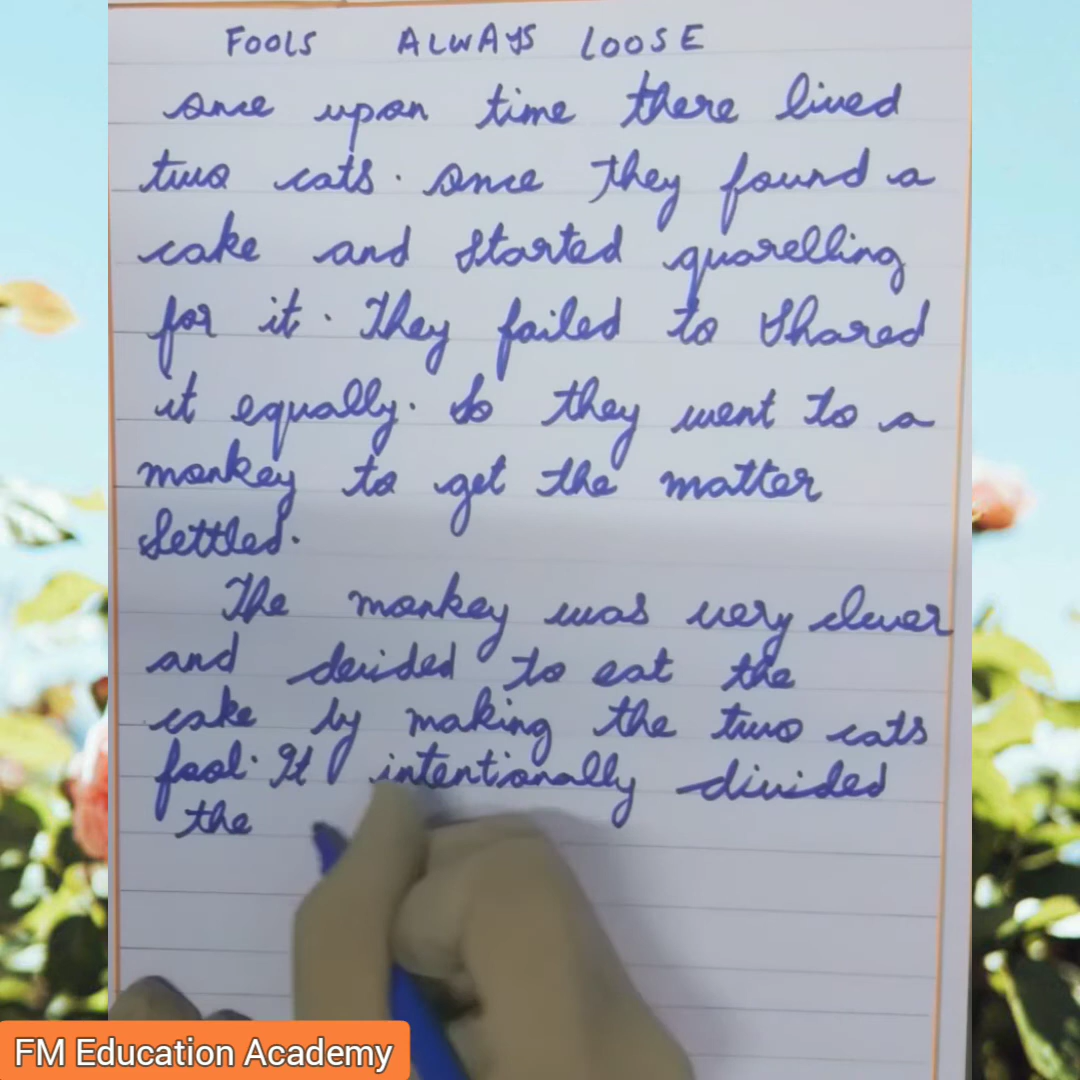 FOOLS ALWAYS LOOSE
once upon time there lived
two cats. Once They found a
cake and started quarelling
for it. They failed to Shared
it equally. So they went to a
monkey to get the matter
Settled.
The monkey was very clever
and decided to eat the
cake by making the two cats
fool. It intentionally divided
the
FM Education Academy